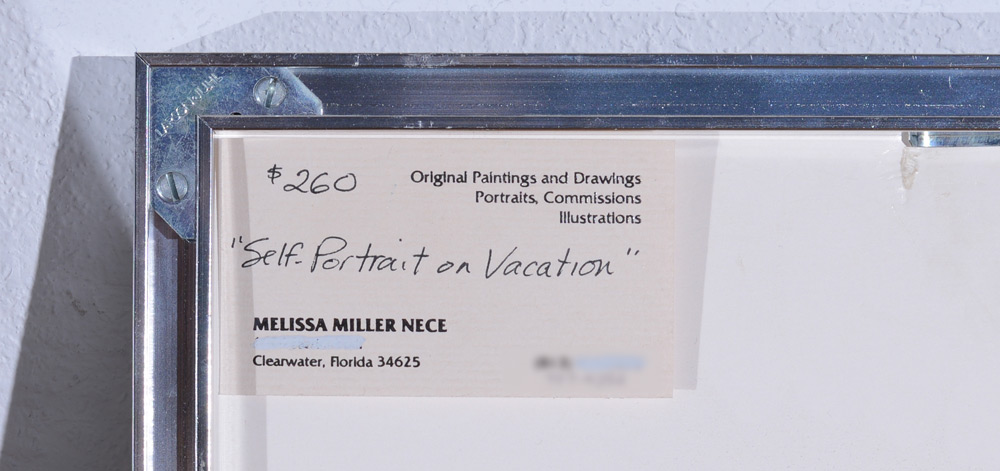 $260
Original Paintings and Drawings
Portraits, Commissions
Illustrations
"Self-Portrait on Vacation"
MELISSA MILLER NECE
Clearwater, Florida 34625